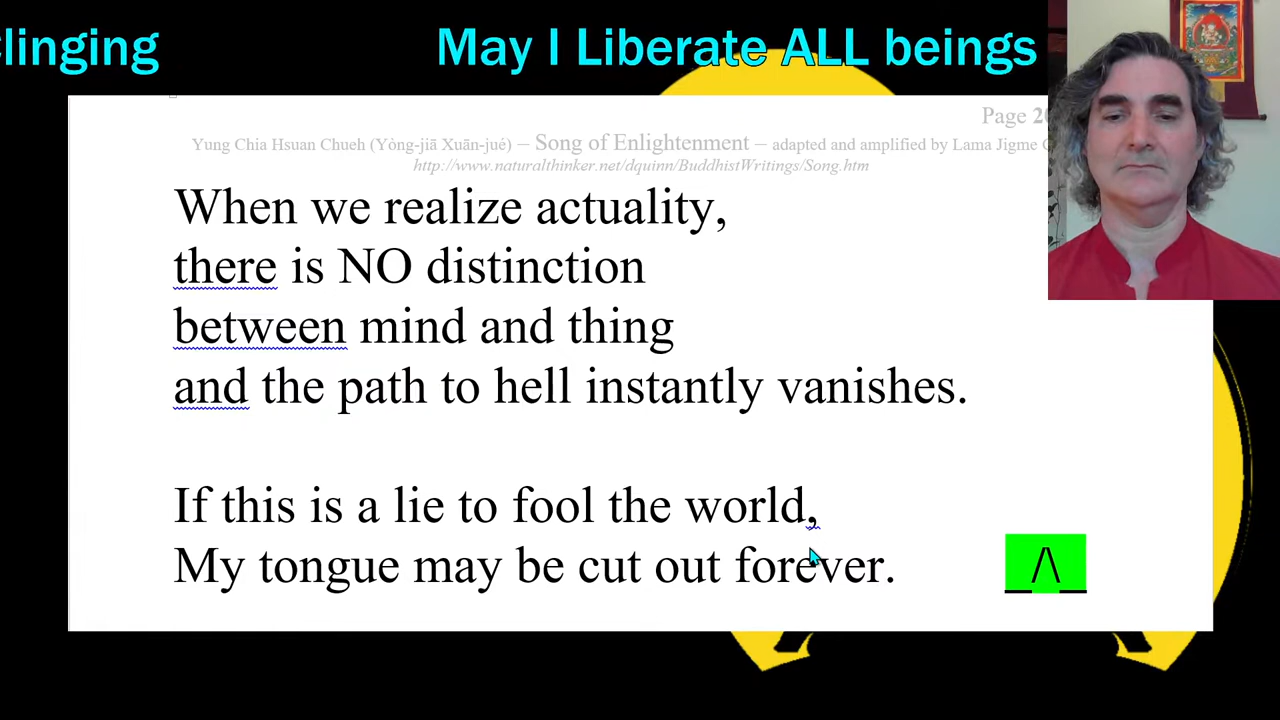 Clinging May I Liberate ALL beings
Page
Yung Chia Hsuan Chueh (Yòng-jiā Xuān-jué) – Song of Enlightenment – adapted and amplified by Lama Jigme
http://www.naturalthinker.net/dquinn/BuddhistWritings/Song.htm
When we realize actuality,
there is NO distinction
between mind and thing
and the path to hell instantly vanishes.
If this is a lie to fool the world,
My tongue may be cut out forever.
_/\_